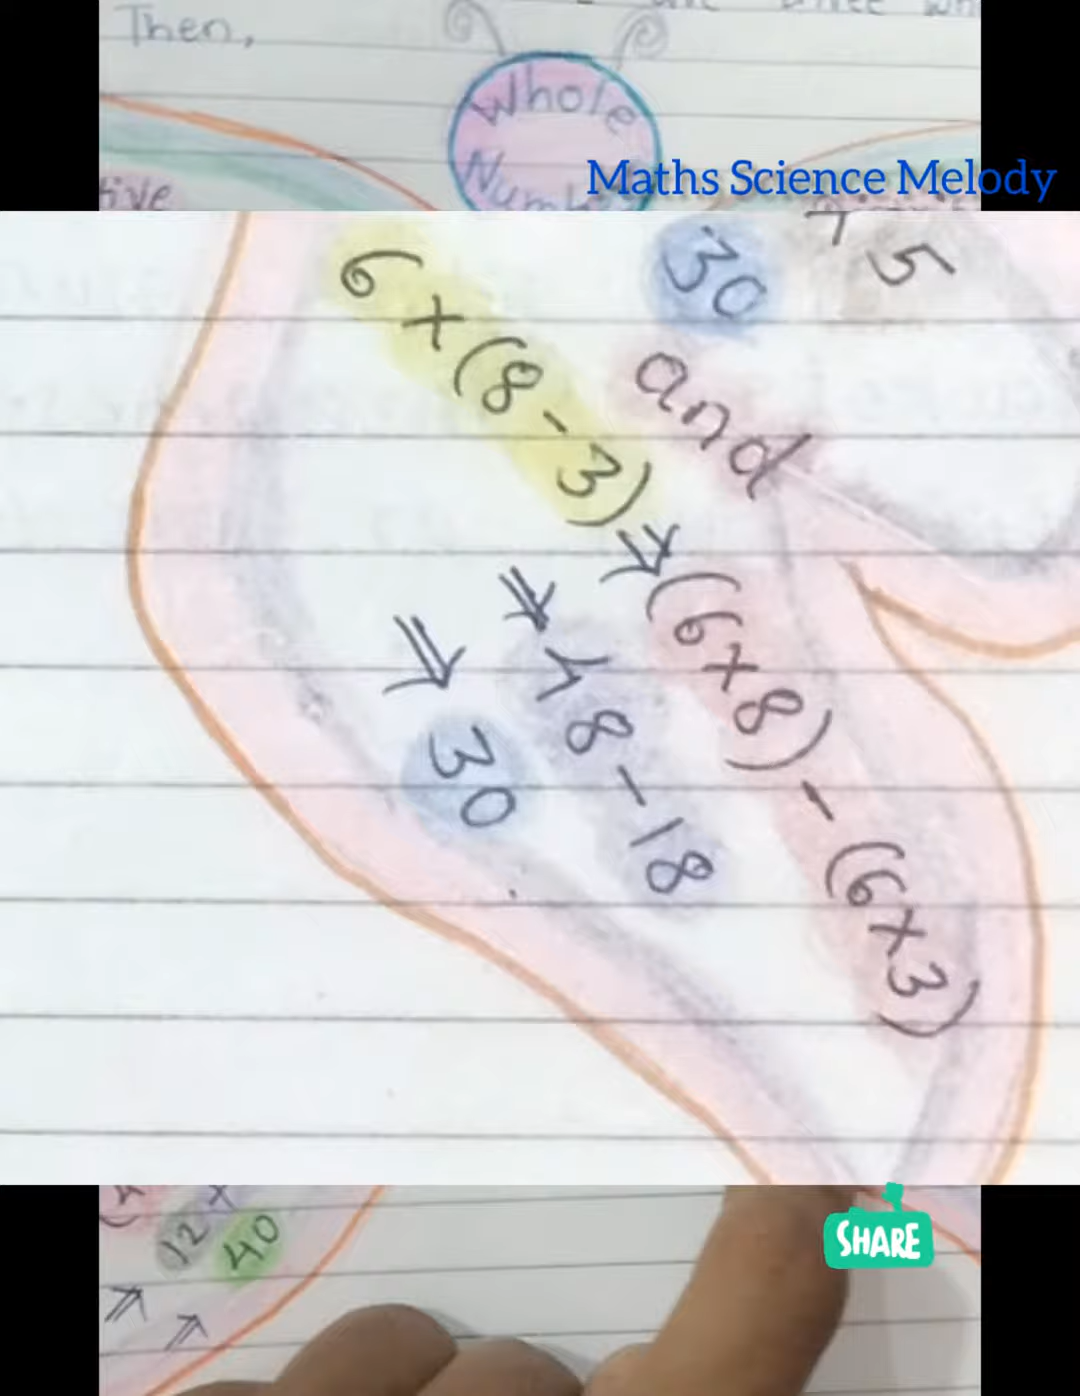 Then,
Whole
Maths Science Melody
tive
× 5
30
and
6 × (8 - 3)
⇒ (6×8) - (6×3)
⇒ 48 - 18
⇒ 30
12 ×
40
⇒
⇒
SHARE